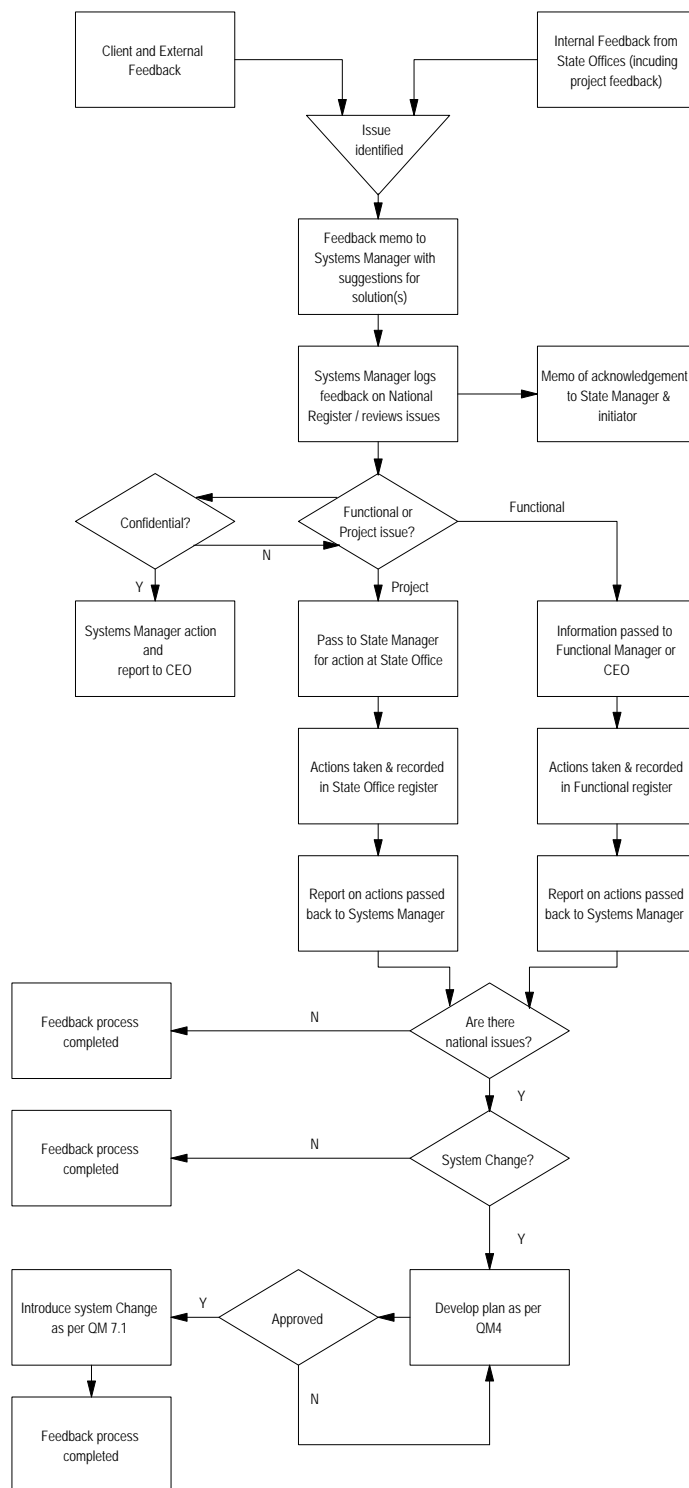 Client and External
Feedback
Internal Feedback from
State Offices (incuding
project feedback)
Issue
identified
Feedback memo to
Systems Manager with
suggestions for
solution(s)
Systems Manager logs
feedback on National
Register / reviews issues
Memo of acknowledgement
to State Manager &
initiator
Confidential?
Functional or
Project issue?
Functional
N
Y
Project
Systems Manager action
and
report to CEO
Pass to State Manager
for action at State Office
Information passed to
Functional Manager or
CEO
Actions taken & recorded
in State Office register
Actions taken & recorded
in Functional register
Report on actions passed
back to Systems Manager
Report on actions passed
back to Systems Manager
Feedback process
completed
N
Are there
national issues?
Y
Feedback process
completed
N
System Change?
Y
Introduce system Change
as per QM 7.1
Y
Approved
Develop plan as per
QM4
N
Feedback process
completed